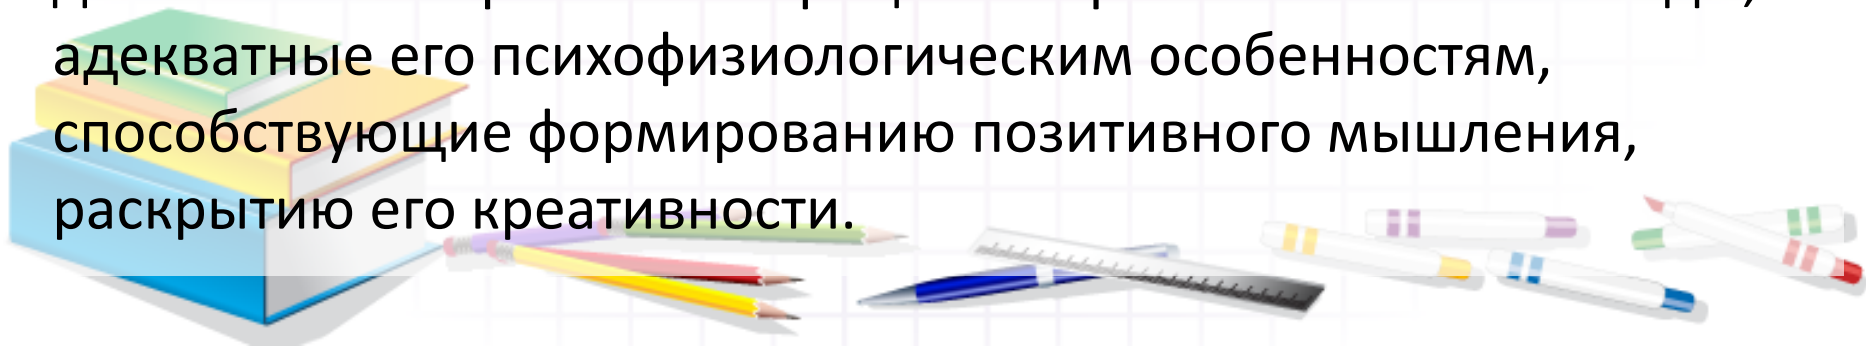 адекватные его психофизиологическим особенностям,
способствующие формированию позитивного мышления,
раскрытию его креативности.